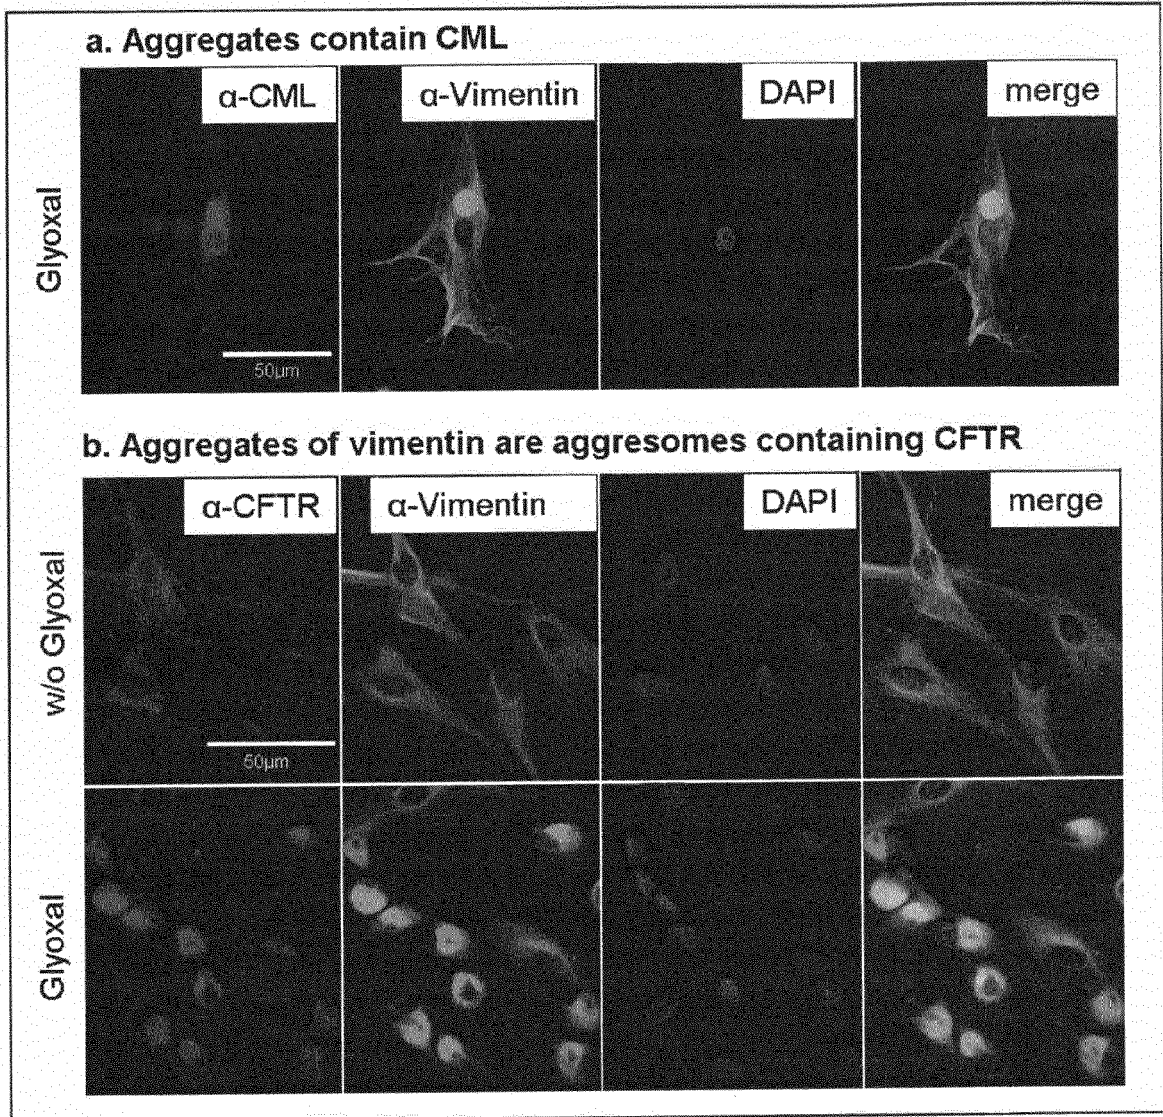 a. Aggregates contain CML
α-CML α-Vimentin DAPI merge
Glyoxal
50µm
b. Aggregates of vimentin are aggresomes containing CFTR
α-CFTR α-Vimentin DAPI merge
w/o Glyoxal
50µm
Glyoxal